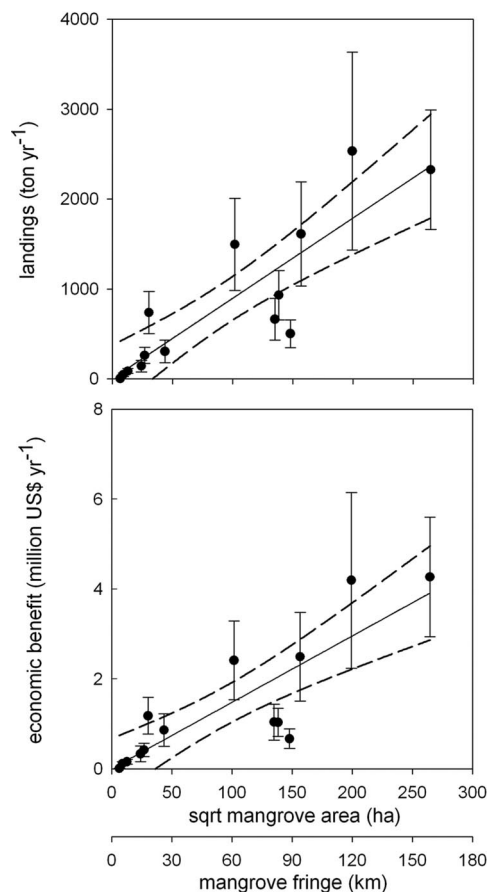 4000
3000
2000
1000
0
landings (ton yr⁻¹)
8
6
4
2
0
economic benefit (million US$ yr⁻¹)
0 50 100 150 200 250 300
sqrt mangrove area (ha)
0 30 60 90 120 150 180
mangrove fringe (km)